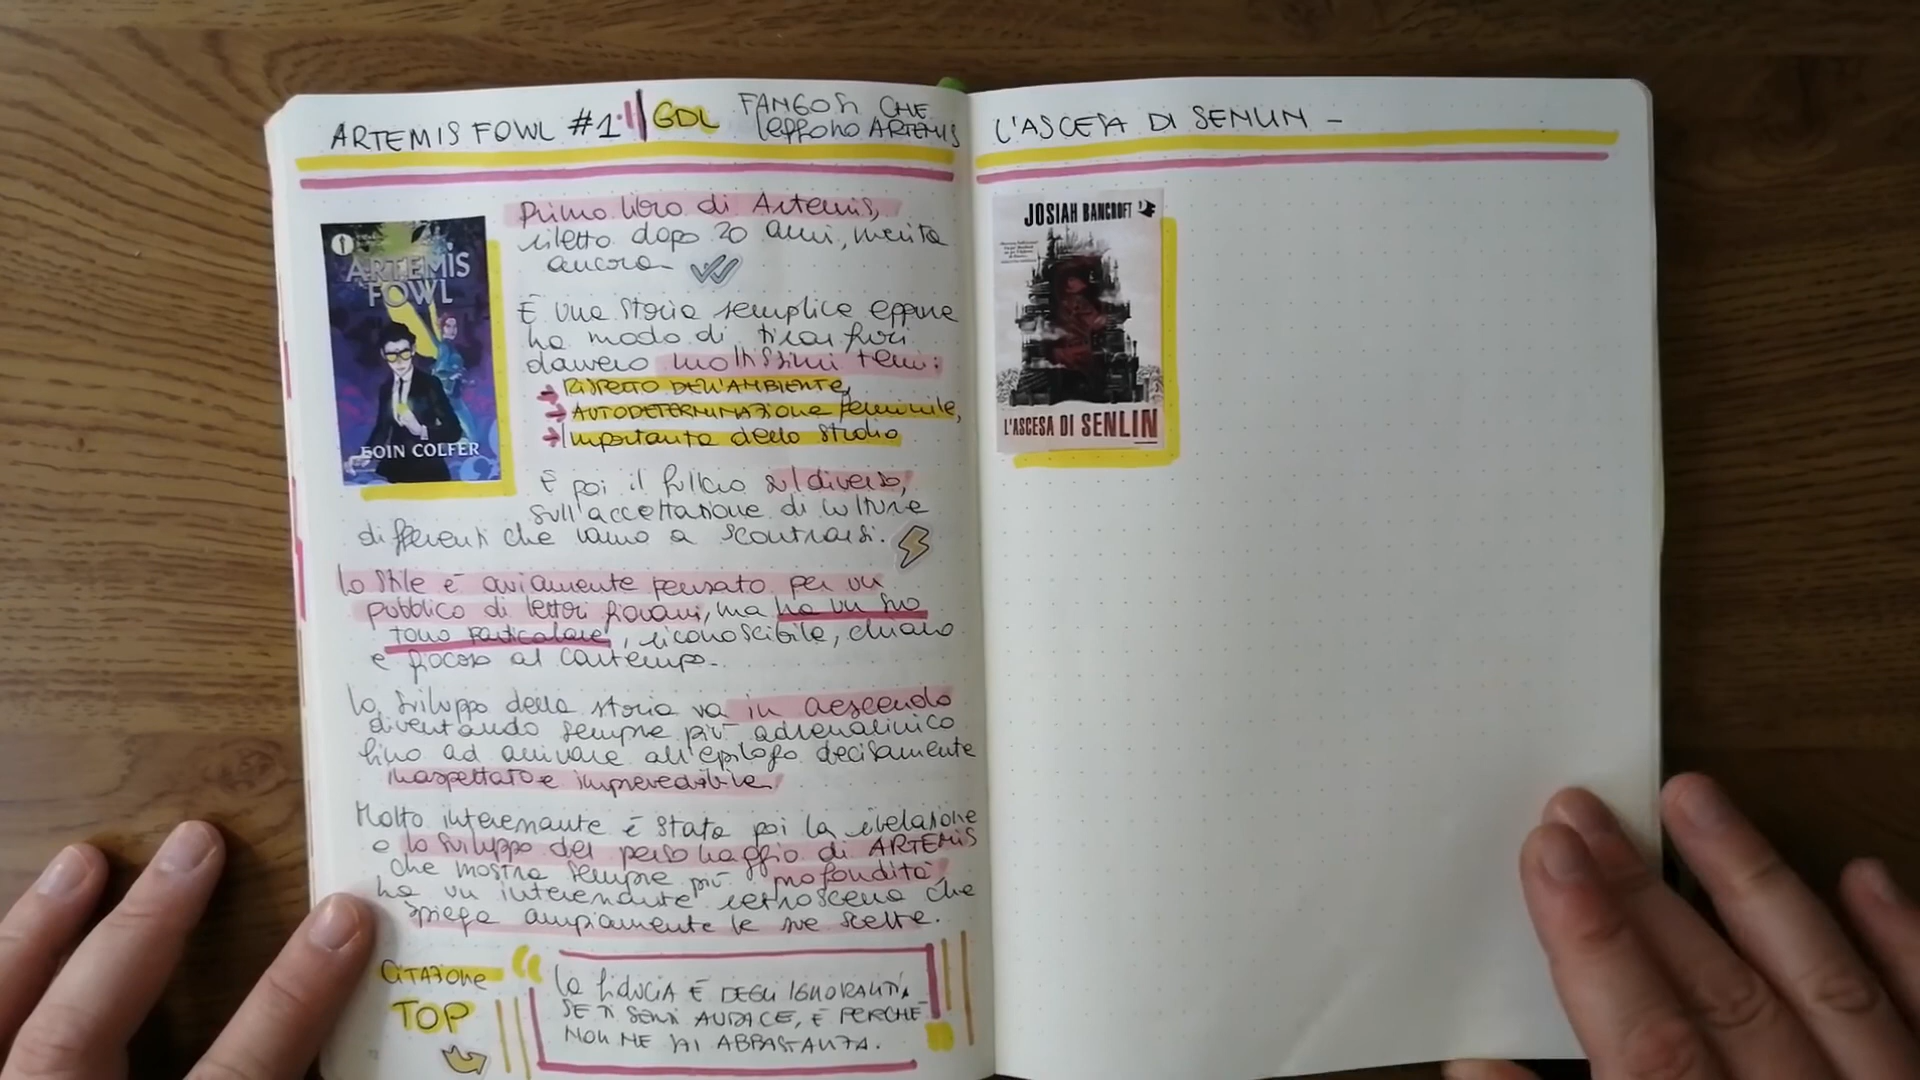 ARTEMIS FOWL #1 GDL FANGOSI CHE
leggono ARTEMIS
ARTEMIS
FOWL
EOIN COLFER
Primo libro di Artemis,
riletto dopo 20 anni, merita
ancora
È una storia semplice eppure
ha modo di tirar fuori
davvero moltissimi temi:
RISPETTO DELL'AMBIENTE,
AUTODETERMINAZIONE femminile,
importanza dello studio
E poi il fulcro sul diverso,
sull'accettazione di culture
differenti che vanno a scontrarsi.
Lo stile è ovviamente pensato per un
pubblico di lettori giovani, ma ha un suo
tono particolare, riconoscibile, chiaro
e giocoso al contempo.
Lo sviluppo della storia va in crescendo
diventando sempre più adrenalinico
fino ad arrivare all'epilogo decisamente
inaspettato e imprevedibile
Molto interessante è stata poi la rivelazione
e lo sviluppo del personaggio di ARTEMIS
che mostra sempre più profondità,
ha un interessante retroscena che
spiega ampiamente le sue scelte.
CITAZIONE
TOP
LA FIDUCIA È DEGLI IGNORANTI.
SE TI SENTI AUDACE, È PERCHÉ
NON NE SAI ABBASTANZA.
L'ASCESA DI SENLIN -
JOSIAH BANCROFT
L'ASCESA DI SENLIN